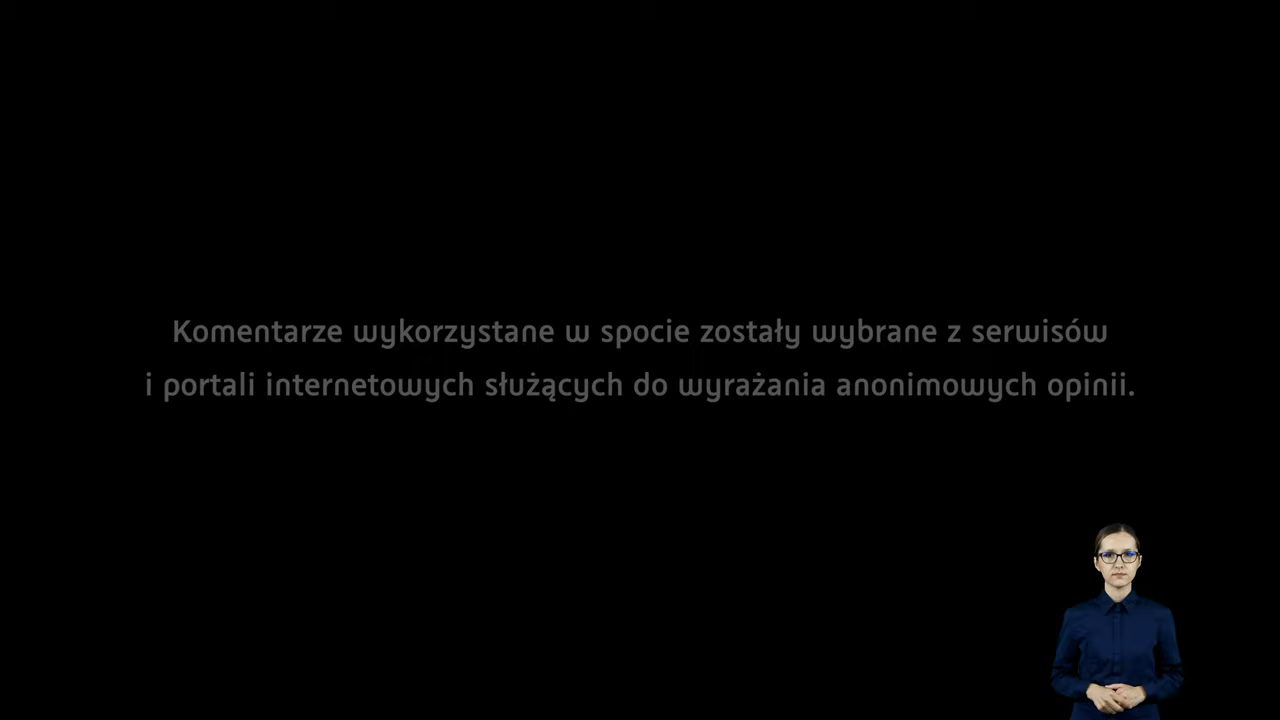 Komentarze wykorzystane w spocie zostały wybrane z serwisów
i portali internetowych służących do wyrażania anonimowych opinii.